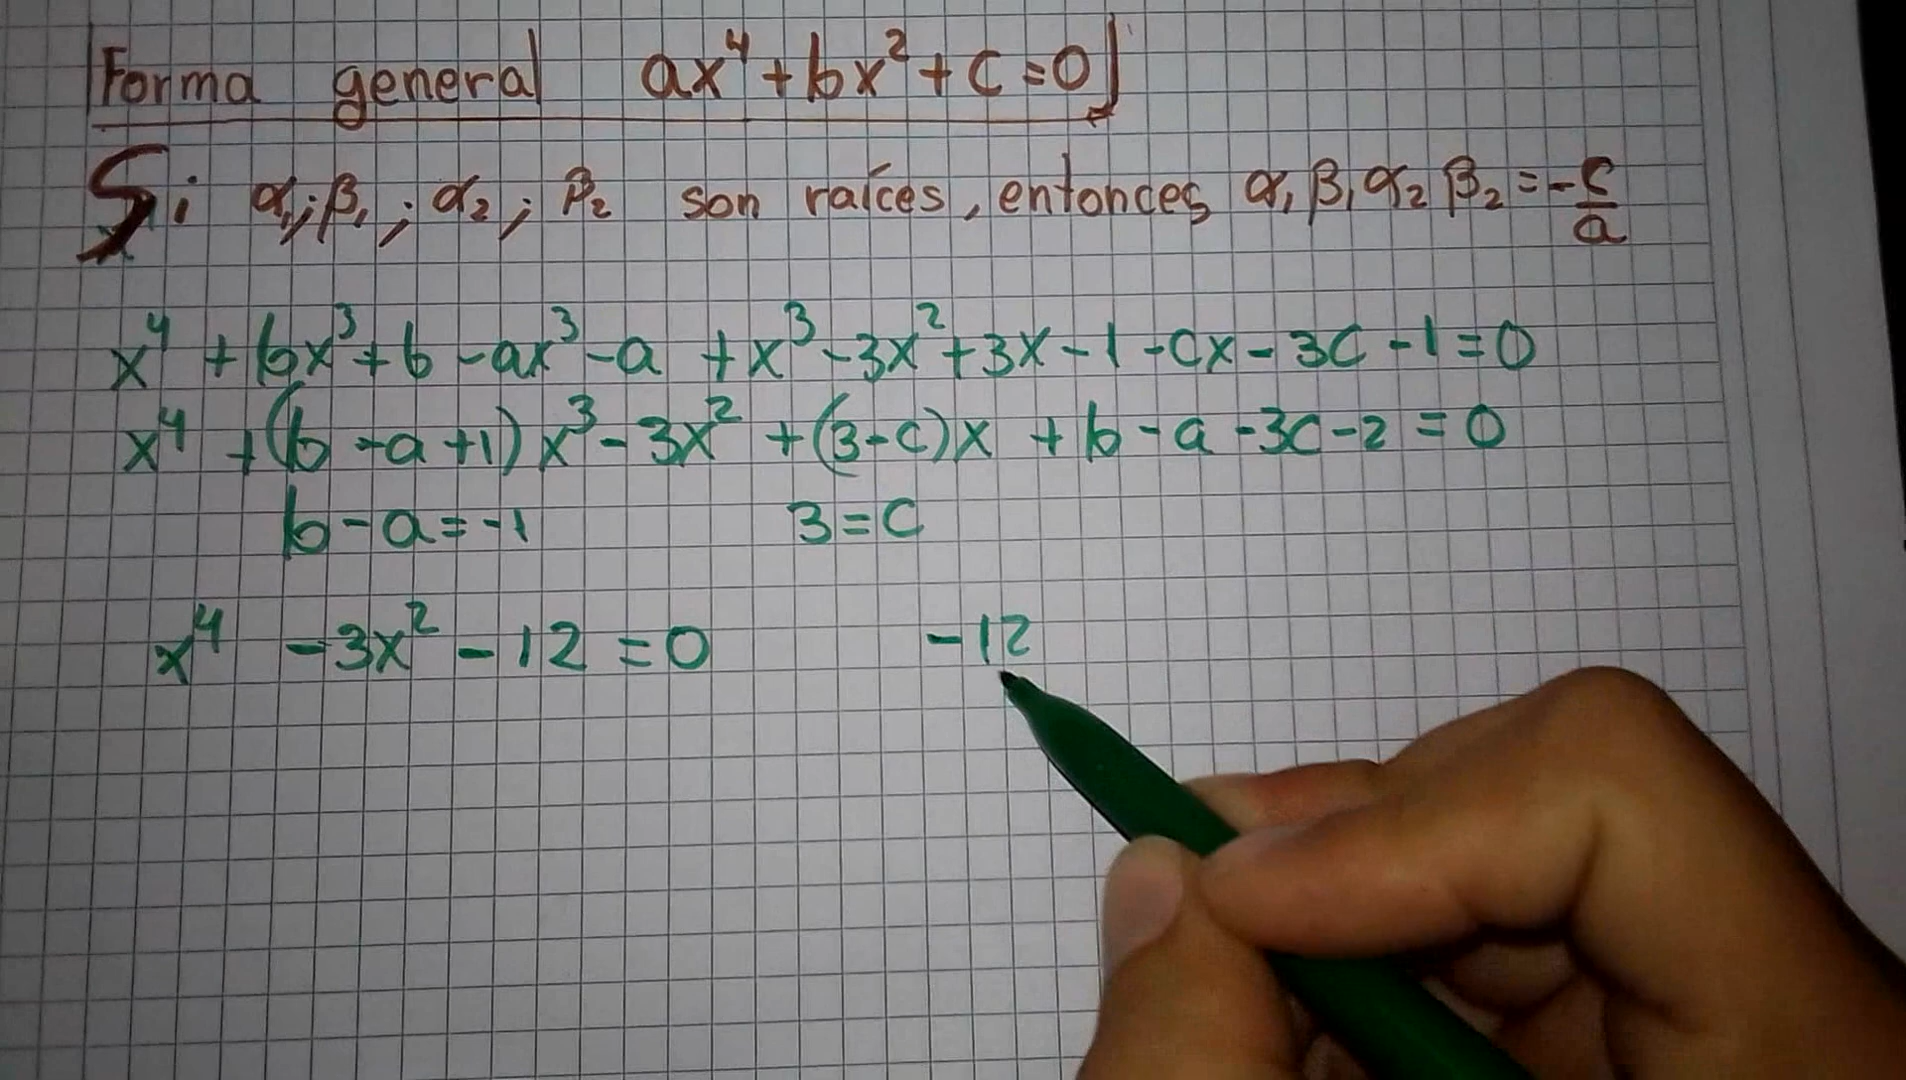 Forma general ax⁴+bx²+c=0
Si α₁;β₁;α₂;β₂ son raíces, entonces α₁β₁α₂β₂=-c/a
x⁴+bx³+b-ax³-a+x³-3x²+3x-1-cx-3c-1=0
x⁴+(b-a+1)x³-3x²+(3-c)x+b-a-3c-2=0
b-a=-1 3=c
x⁴-3x²-12=0 -12